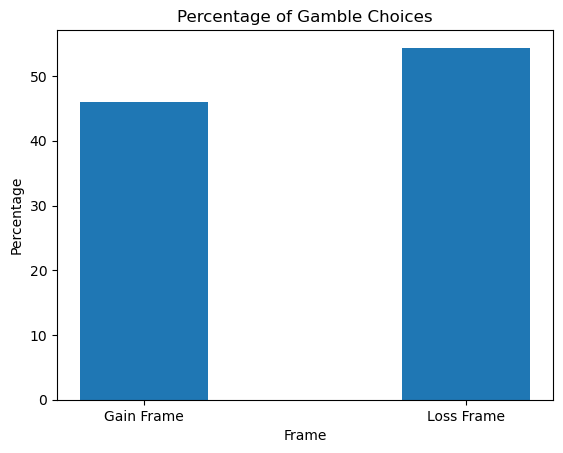 Percentage of Gamble Choices
Percentage
50
40
30
20
10
0
Gain Frame
Loss Frame
Frame